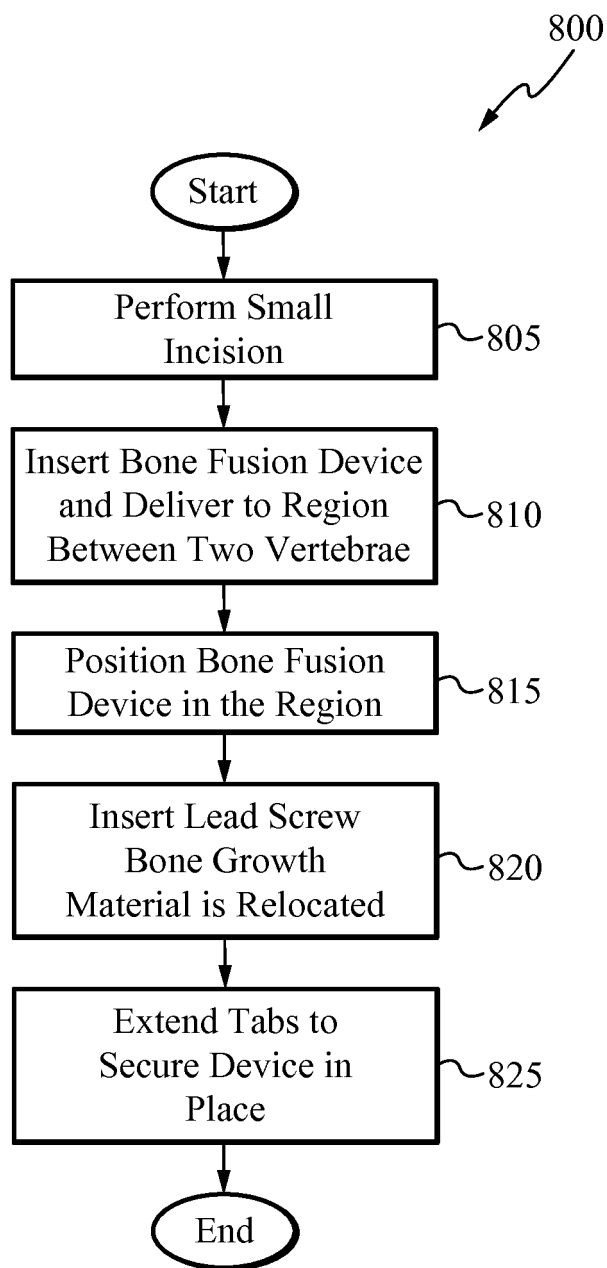 800
Start
Perform Small
Incision
805
Insert Bone Fusion Device
and Deliver to Region
Between Two Vertebrae
810
Position Bone Fusion
Device in the Region
815
Insert Lead Screw
Bone Growth
Material is Relocated
820
Extend Tabs to
Secure Device in
Place
825
End